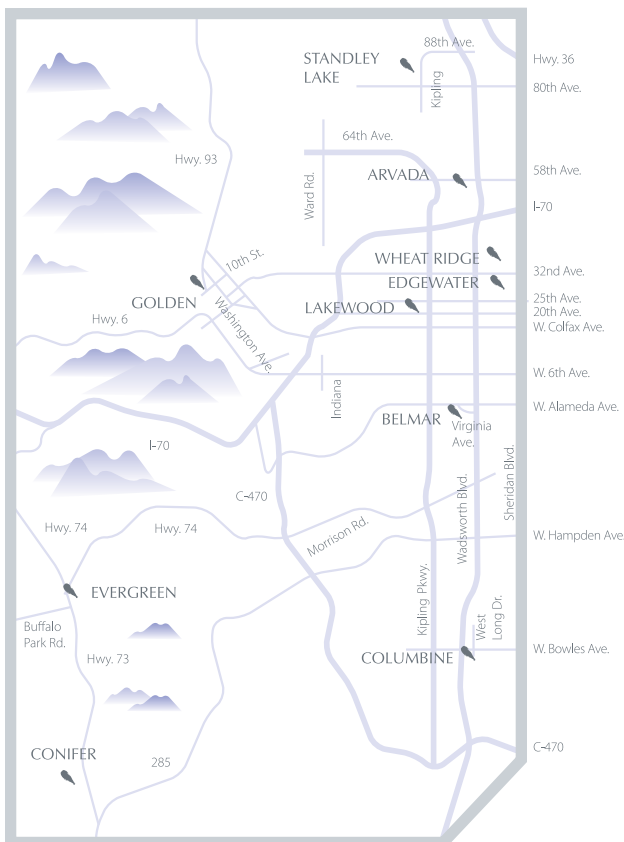 88th Ave.
STANDLEY
LAKE
Hwy. 36
Kipling
80th Ave.
64th Ave.
Hwy. 93
Ward Rd.
ARVADA
58th Ave.
I-70
WHEAT RIDGE
10th St.
32nd Ave.
EDGEWATER
GOLDEN
25th Ave.
LAKEWOOD
20th Ave.
Hwy. 6
W. Colfax Ave.
Washington Ave.
W. 6th Ave.
Indiana
W. Alameda Ave.
BELMAR
Virginia
Ave.
I-70
Sheridan Blvd.
C-470
Wadsworth Blvd.
Hwy. 74
Hwy. 74
Morrison Rd.
W. Hampden Ave
EVERGREEN
Kipling Pkwy.
West
Long Dr.
Buffalo
Park Rd.
Hwy. 73
COLUMBINE
W. Bowles Ave.
C-470
CONIFER
285